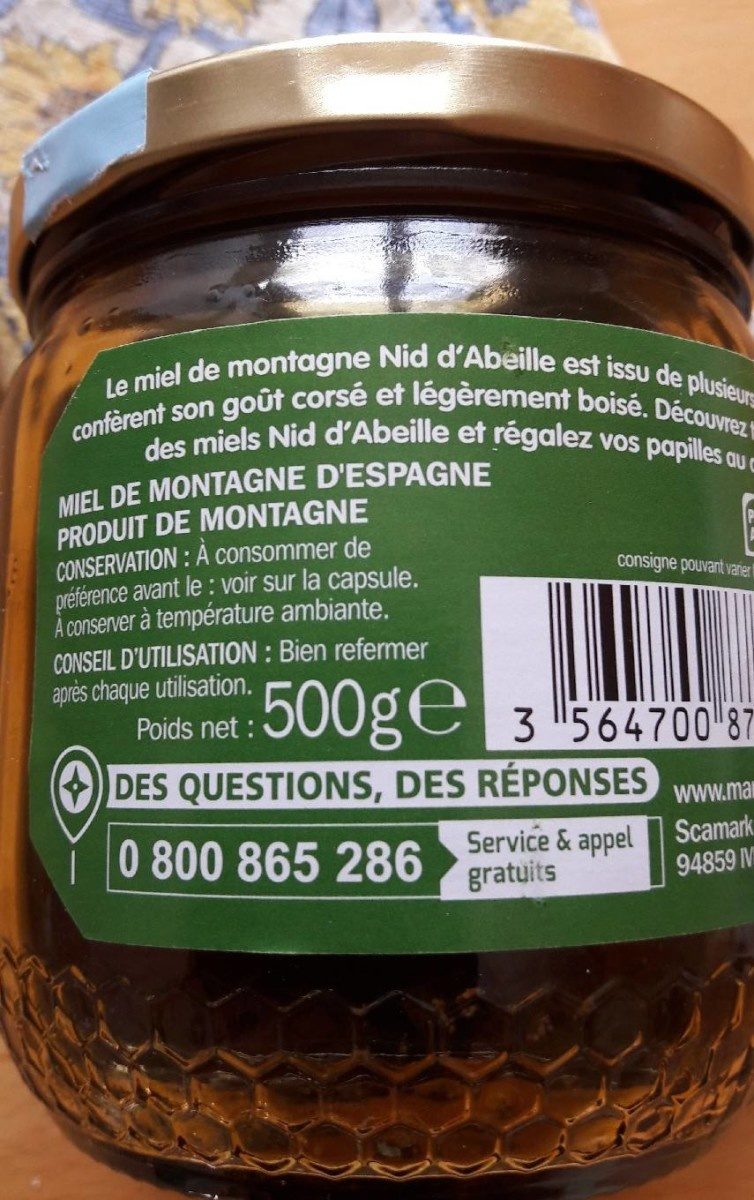 Le miel de montagne Nid d'Abeille est issu de plusieurs
confèrent son goût corsé et légèrement boisé. Découvrez
des miels Nid d'Abeille et régalez vos papilles au
MIEL DE MONTAGNE D'ESPAGNE
PRODUIT DE MONTAGNE
CONSERVATION : À consommer de
préférence avant le : voir sur la capsule.
À conserver à température ambiante.
CONSEIL D'UTILISATION : Bien refermer
après chaque utilisation.
Poids net : 500g e
consigne pouvant varier
3 564700 87
DES QUESTIONS, DES RÉPONSES
0 800 865 286
Service & appel
gratuits
www.mar
Scamark
94859 IV